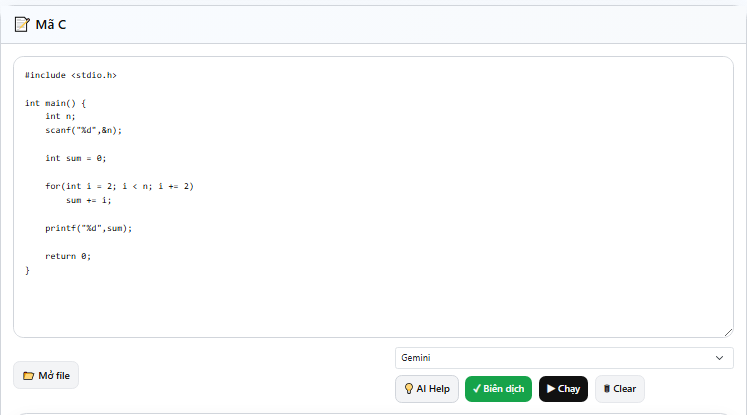 Mã C
#include <stdio.h>
int main() {
    int n;
    scanf("%d",&n);
    int sum = 0;
    for(int i = 2; i < n; i += 2)
        sum += i;
    printf("%d",sum);
    return 0;
}
Gemini
Mở file
AI Help
Biên dịch
Chạy
Clear